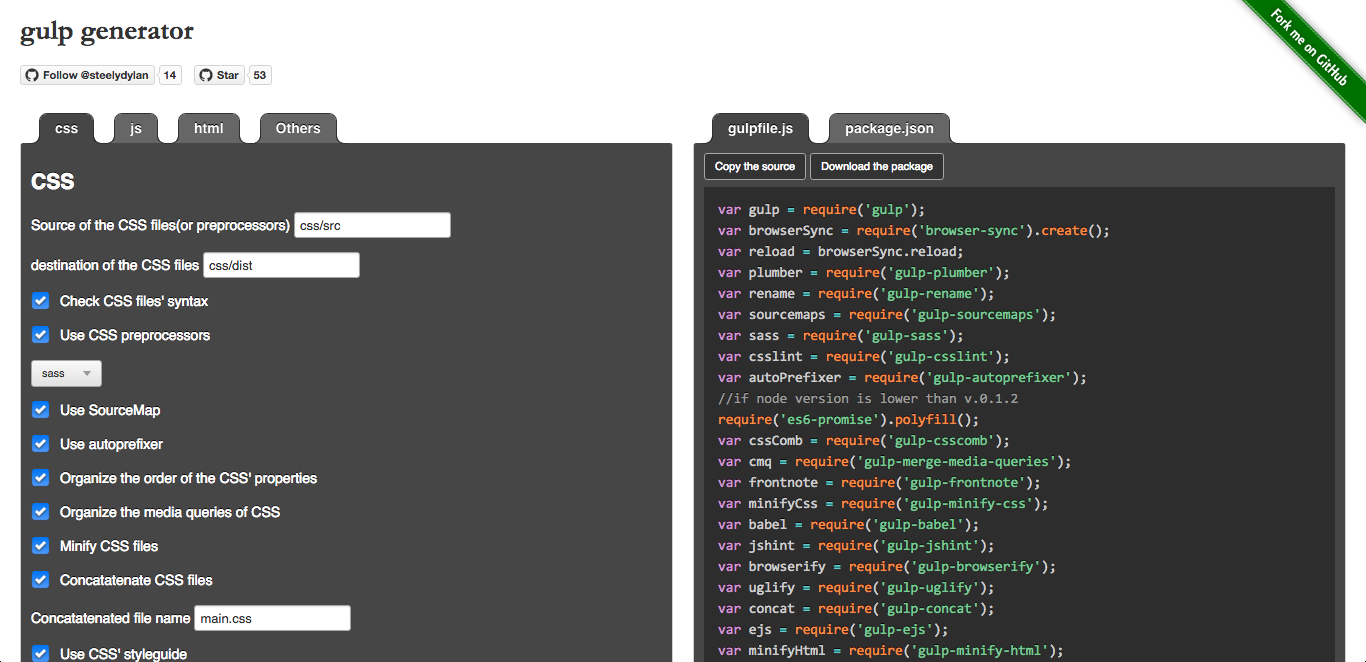 gulp generator
Fork me on GitHub
Follow @steelydylan 14 Star 53
css js html Others
CSS
Source of the CSS files(or preprocessors) css/src
destination of the CSS files css/dist
Check CSS files' syntax
Use CSS preprocessors
sass
Use SourceMap
Use autoprefixer
Organize the order of the CSS' properties
Organize the media queries of CSS
Minify CSS files
Concatatenate CSS files
Concatatenated file name main.css
Use CSS' styleguide
gulpfile.js package.json
Copy the source Download the package
var gulp = require('gulp');
var browserSync = require('browser-sync').create();
var reload = browserSync.reload;
var plumber = require('gulp-plumber');
var rename = require('gulp-rename');
var sourcemaps = require('gulp-sourcemaps');
var sass = require('gulp-sass');
var csslint = require('gulp-csslint');
var autoPrefixer = require('gulp-autoprefixer');
//if node version is lower than v.0.1.2
require('es6-promise').polyfill();
var cssComb = require('gulp-csscomb');
var cmq = require('gulp-merge-media-queries');
var frontnote = require('gulp-frontnote');
var minifyCss = require('gulp-minify-css');
var babel = require('gulp-babel');
var jshint = require('gulp-jshint');
var browserify = require('gulp-browserify');
var uglify = require('gulp-uglify');
var concat = require('gulp-concat');
var ejs = require('gulp-ejs');
var minifyHtml = require('gulp-minify-html');